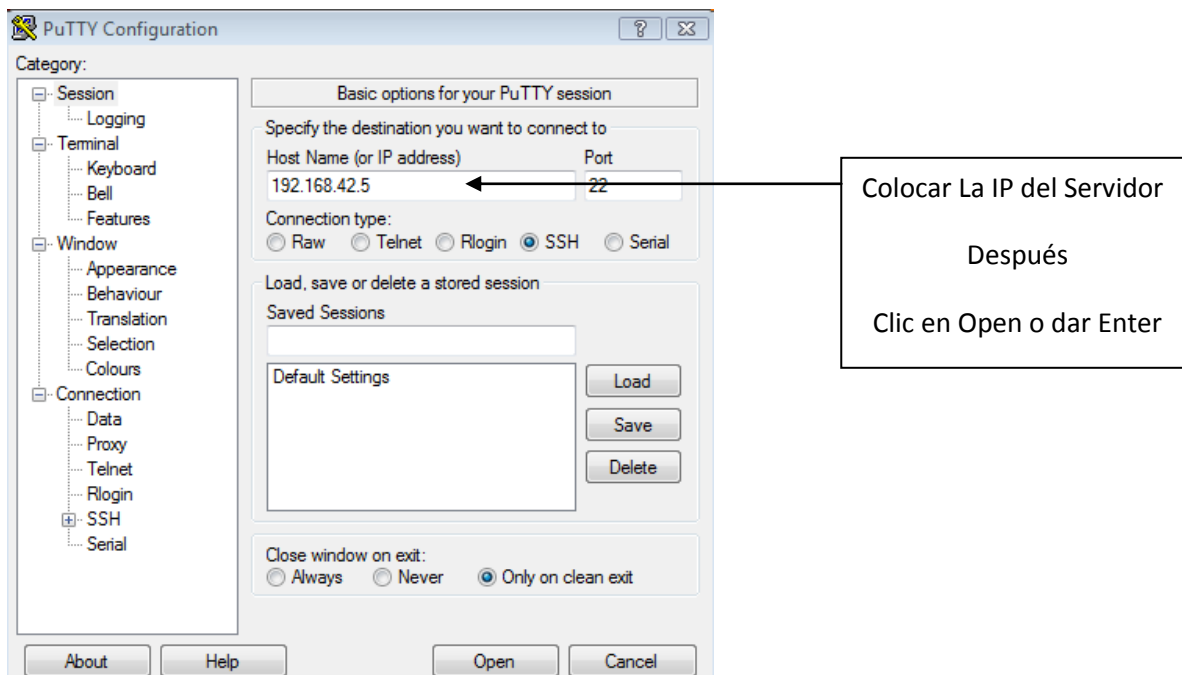 PuTTY Configuration
Category:
Session
Logging
Terminal
Keyboard
Bell
Features
Window
Appearance
Behaviour
Translation
Selection
Colours
Connection
Data
Proxy
Telnet
Rlogin
SSH
Serial
Basic options for your PuTTY session
Specify the destination you want to connect to
Host Name (or IP address) Port
192.168.42.5 22
Connection type:
Raw Telnet Rlogin SSH Serial
Load, save or delete a stored session
Saved Sessions
Default Settings
Load
Save
Delete
Close window on exit:
Always Never Only on clean exit
About Help Open Cancel
Colocar La IP del Servidor
Después
Clic en Open o dar Enter